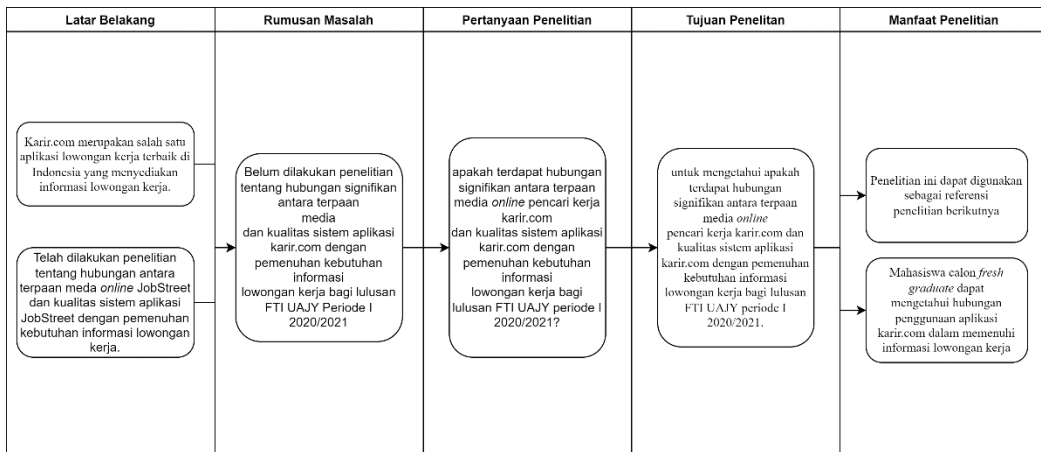 Latar Belakang
Rumusan Masalah
Pertanyaan Penelitian
Tujuan Penelitan
Manfaat Penelitian
Karir.com merupakan salah satu
aplikasi lowongan kerja terbaik di
Indonesia yang menyediakan
informasi lowongan kerja.
Telah dilakukan penelitian
tentang hubungan antara
terpaan meda online JobStreet
dan kualitas sistem aplikasi
JobStreet dengan pemenuhan
kebutuhan informasi lowongan
kerja.
Belum dilakukan penelitian
tentang hubungan signifikan
antara terpaan
media
dan kualitas sistem aplikasi
karir.com dengan
pemenuhan kebutuhan
informasi
lowongan kerja bagi lulusan
FTI UAJY Periode I
2020/2021
apakah terdapat hubungan
signifikan antara terpaan
media online pencari kerja
karir.com
dan kualitas sistem aplikasi
karir.com dengan
pemenuhan kebutuhan
informasi
lowongan kerja bagi
lulusan FTI UAJY periode I
2020/2021?
untuk mengetahui apakah
terdapat hubungan
signifikan antara terpaan
media online
pencari kerja karir.com dan
kualitas sistem aplikasi
karir.com dengan pemenuhan
kebutuhan informasi
lowongan kerja bagi lulusan
FTI UAJY periode I
2020/2021.
Penelitian ini dapat digunakan
sebagai referensi
penelitian berikutnya
Mahasiswa calon fresh
graduate dapat
mengetahui hubungan
penggunaan aplikasi
karir.com dalam memenuhi
informasi lowongan kerja